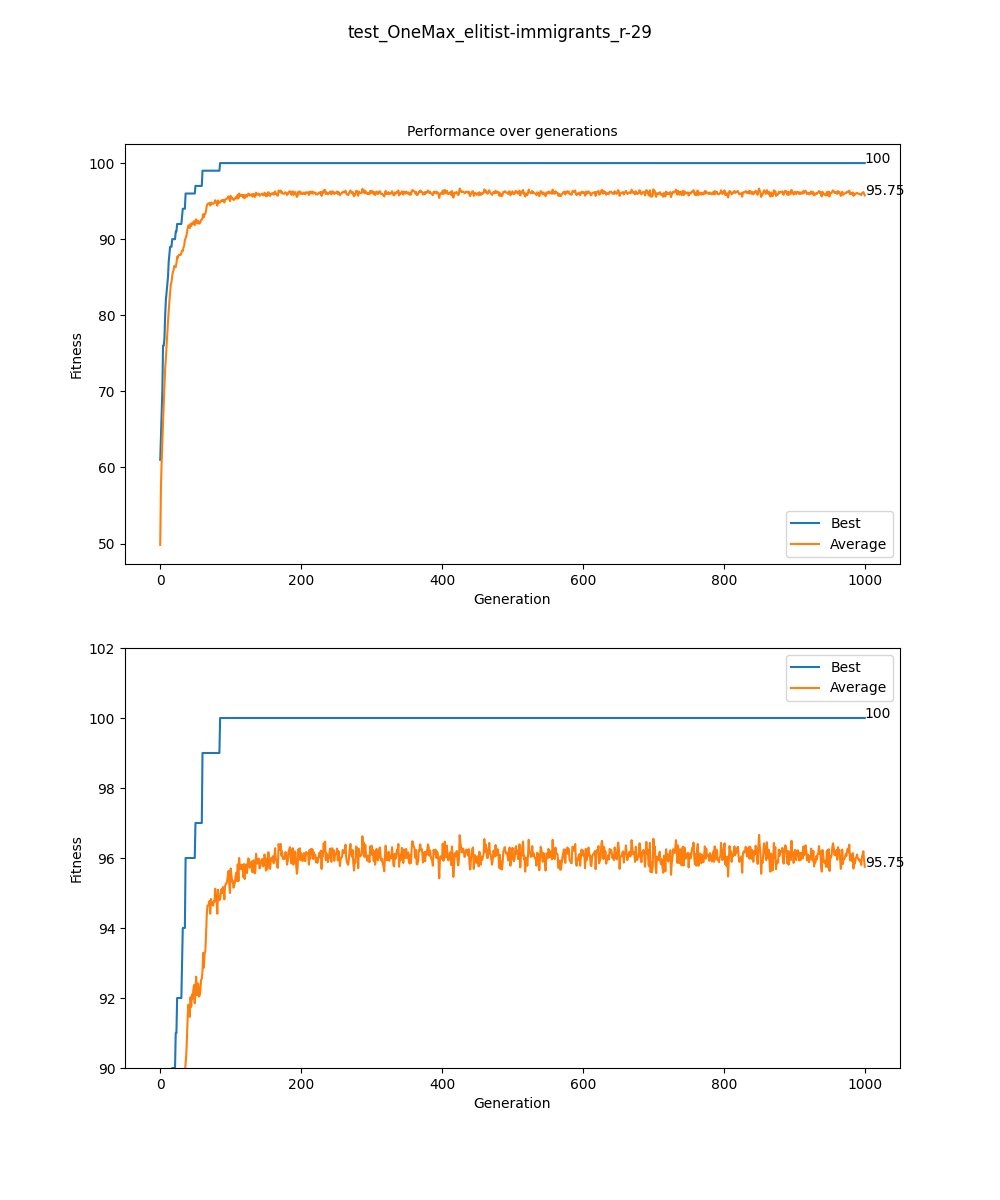 test_OneMax_elitist-immigrants_r-29
Performance over generations
100
90
80
70
60
50
Fitness
100
95.75
Best
Average
0 200 400 600 800 1000
Generation
102
100
98
96
94
92
90
Fitness
Best
Average
100
95.75
0 200 400 600 800 1000
Generation